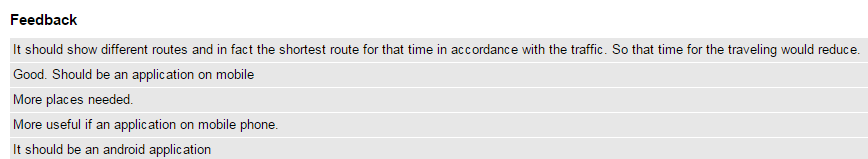 Feedback
It should show different routes and in fact the shortest route for that time in accordance with the traffic. So that time for the traveling would reduce.
Good. Should be an application on mobile
More places needed.
More useful if an application on mobile phone.
It should be an android application